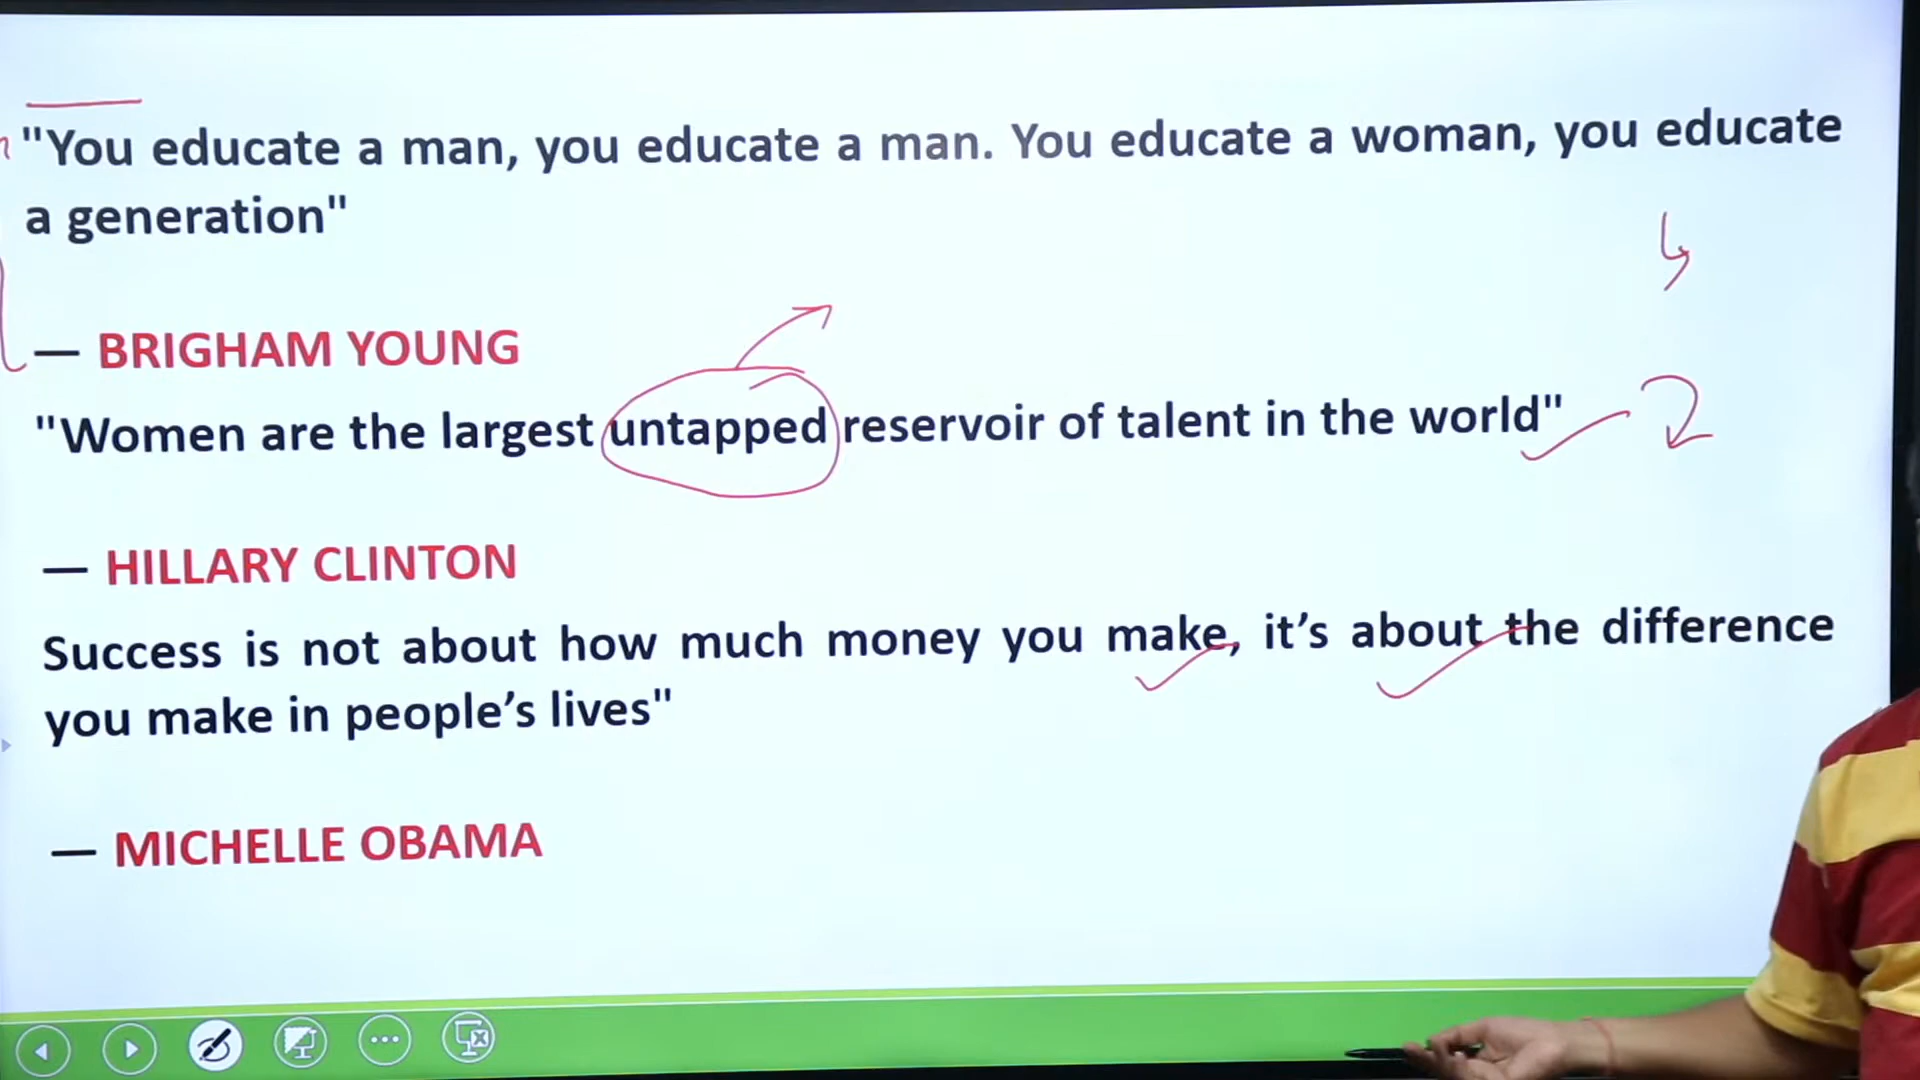 "You educate a man, you educate a man. You educate a woman, you educate
a generation"
— BRIGHAM YOUNG
"Women are the largest untapped reservoir of talent in the world"
— HILLARY CLINTON
Success is not about how much money you make, it’s about the difference
you make in people’s lives"
— MICHELLE OBAMA